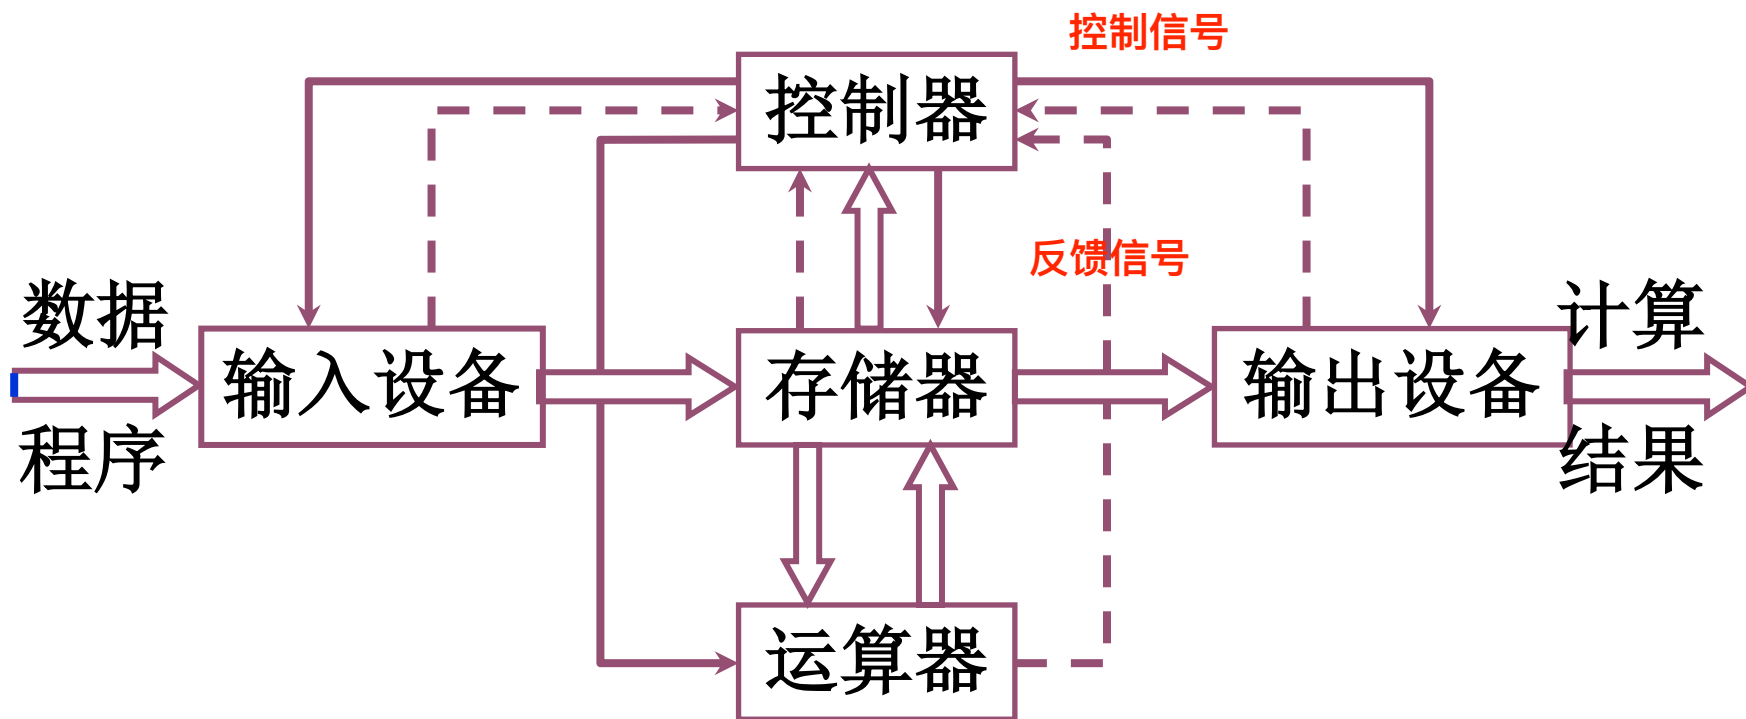 控制信号
控制器
反馈信号
数据
计算
输入设备
存储器
输出设备
程序
结果
运算器